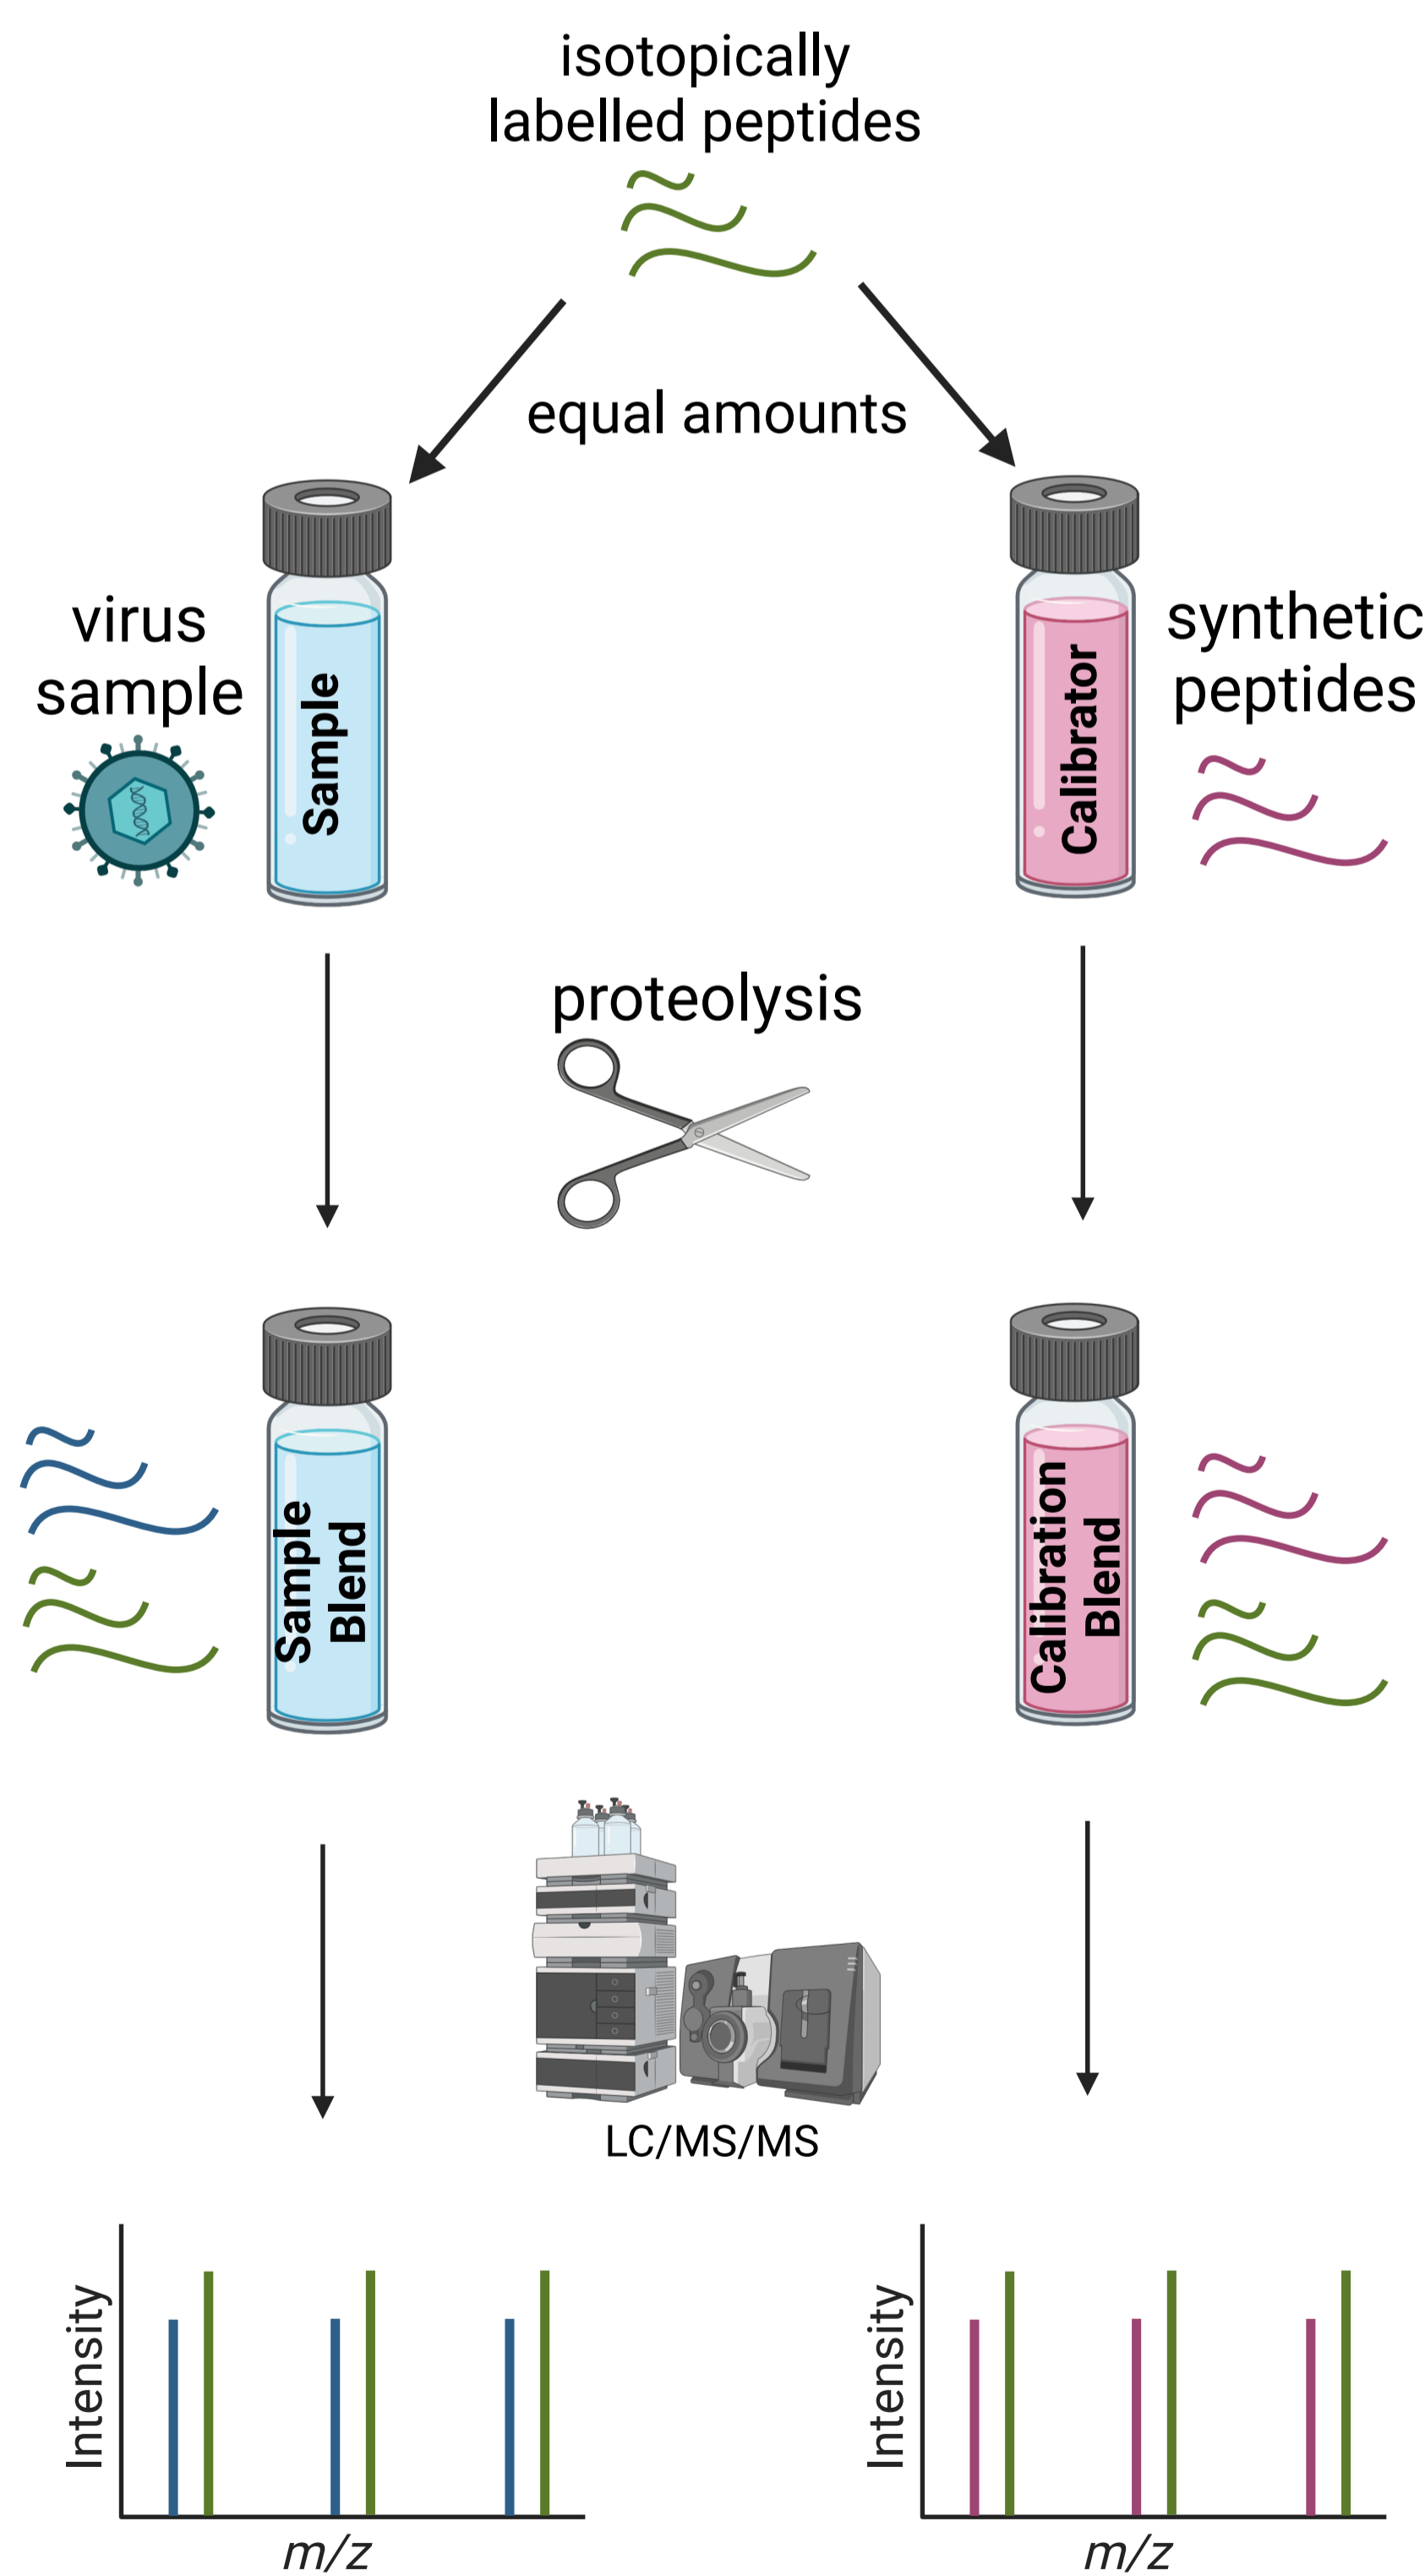 isotopically
labelled peptides
equal amounts
virus
sample
Sample
Calibrator
synthetic
peptides
proteolysis
Sample
Blend
Calibration
Blend
LC/MS/MS
Intensity
m/z
Intensity
m/z